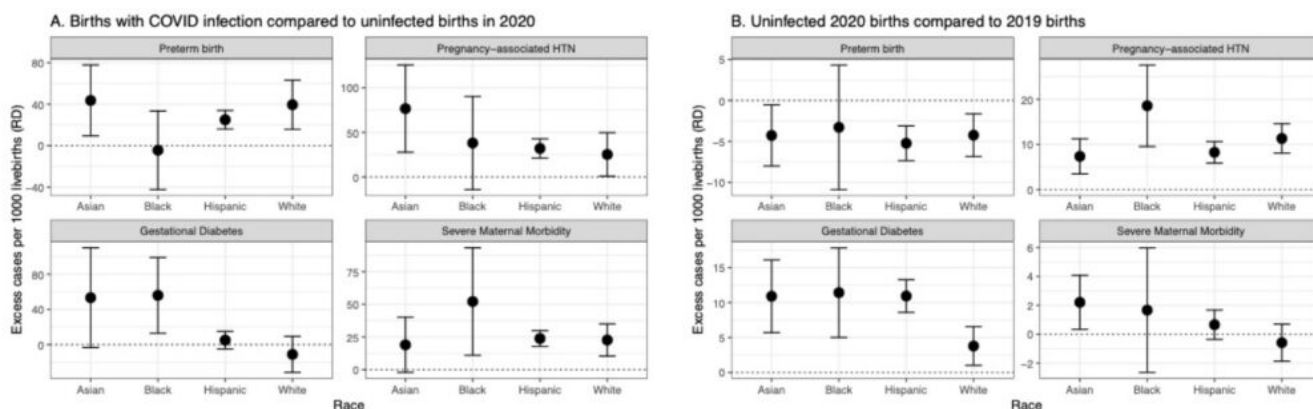 A. Births with COVID infection compared to uninfected births in 2020
Preterm birth
Pregnancy-associated HTN
80
40
0
−40
100
50
0
Asian Black Hispanic White
Asian Black Hispanic White
Gestational Diabetes
Severe Maternal Morbidity
80
40
0
75
50
25
0
Asian Black Hispanic White
Asian Black Hispanic White
Excess cases per 1000 livebirths (RD)
Race
B. Uninfected 2020 births compared to 2019 births
Preterm birth
Pregnancy-associated HTN
5
0
−5
−10
20
10
0
Asian Black Hispanic White
Asian Black Hispanic White
Gestational Diabetes
Severe Maternal Morbidity
15
10
5
0
6
4
2
0
−2
Asian Black Hispanic White
Asian Black Hispanic White
Excess cases per 1000 livebirths (RD)
Race